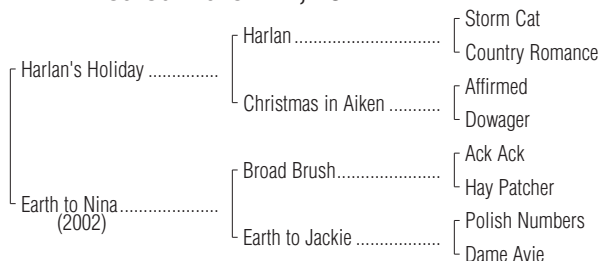 Storm Cat
Harlan
Country Romance
Harlan's Holiday
Affirmed
Christmas in Aiken
Dowager
Ack Ack
Broad Brush
Hay Patcher
Earth to Nina
(2002)
Polish Numbers
Earth to Jackie
Dame Avie